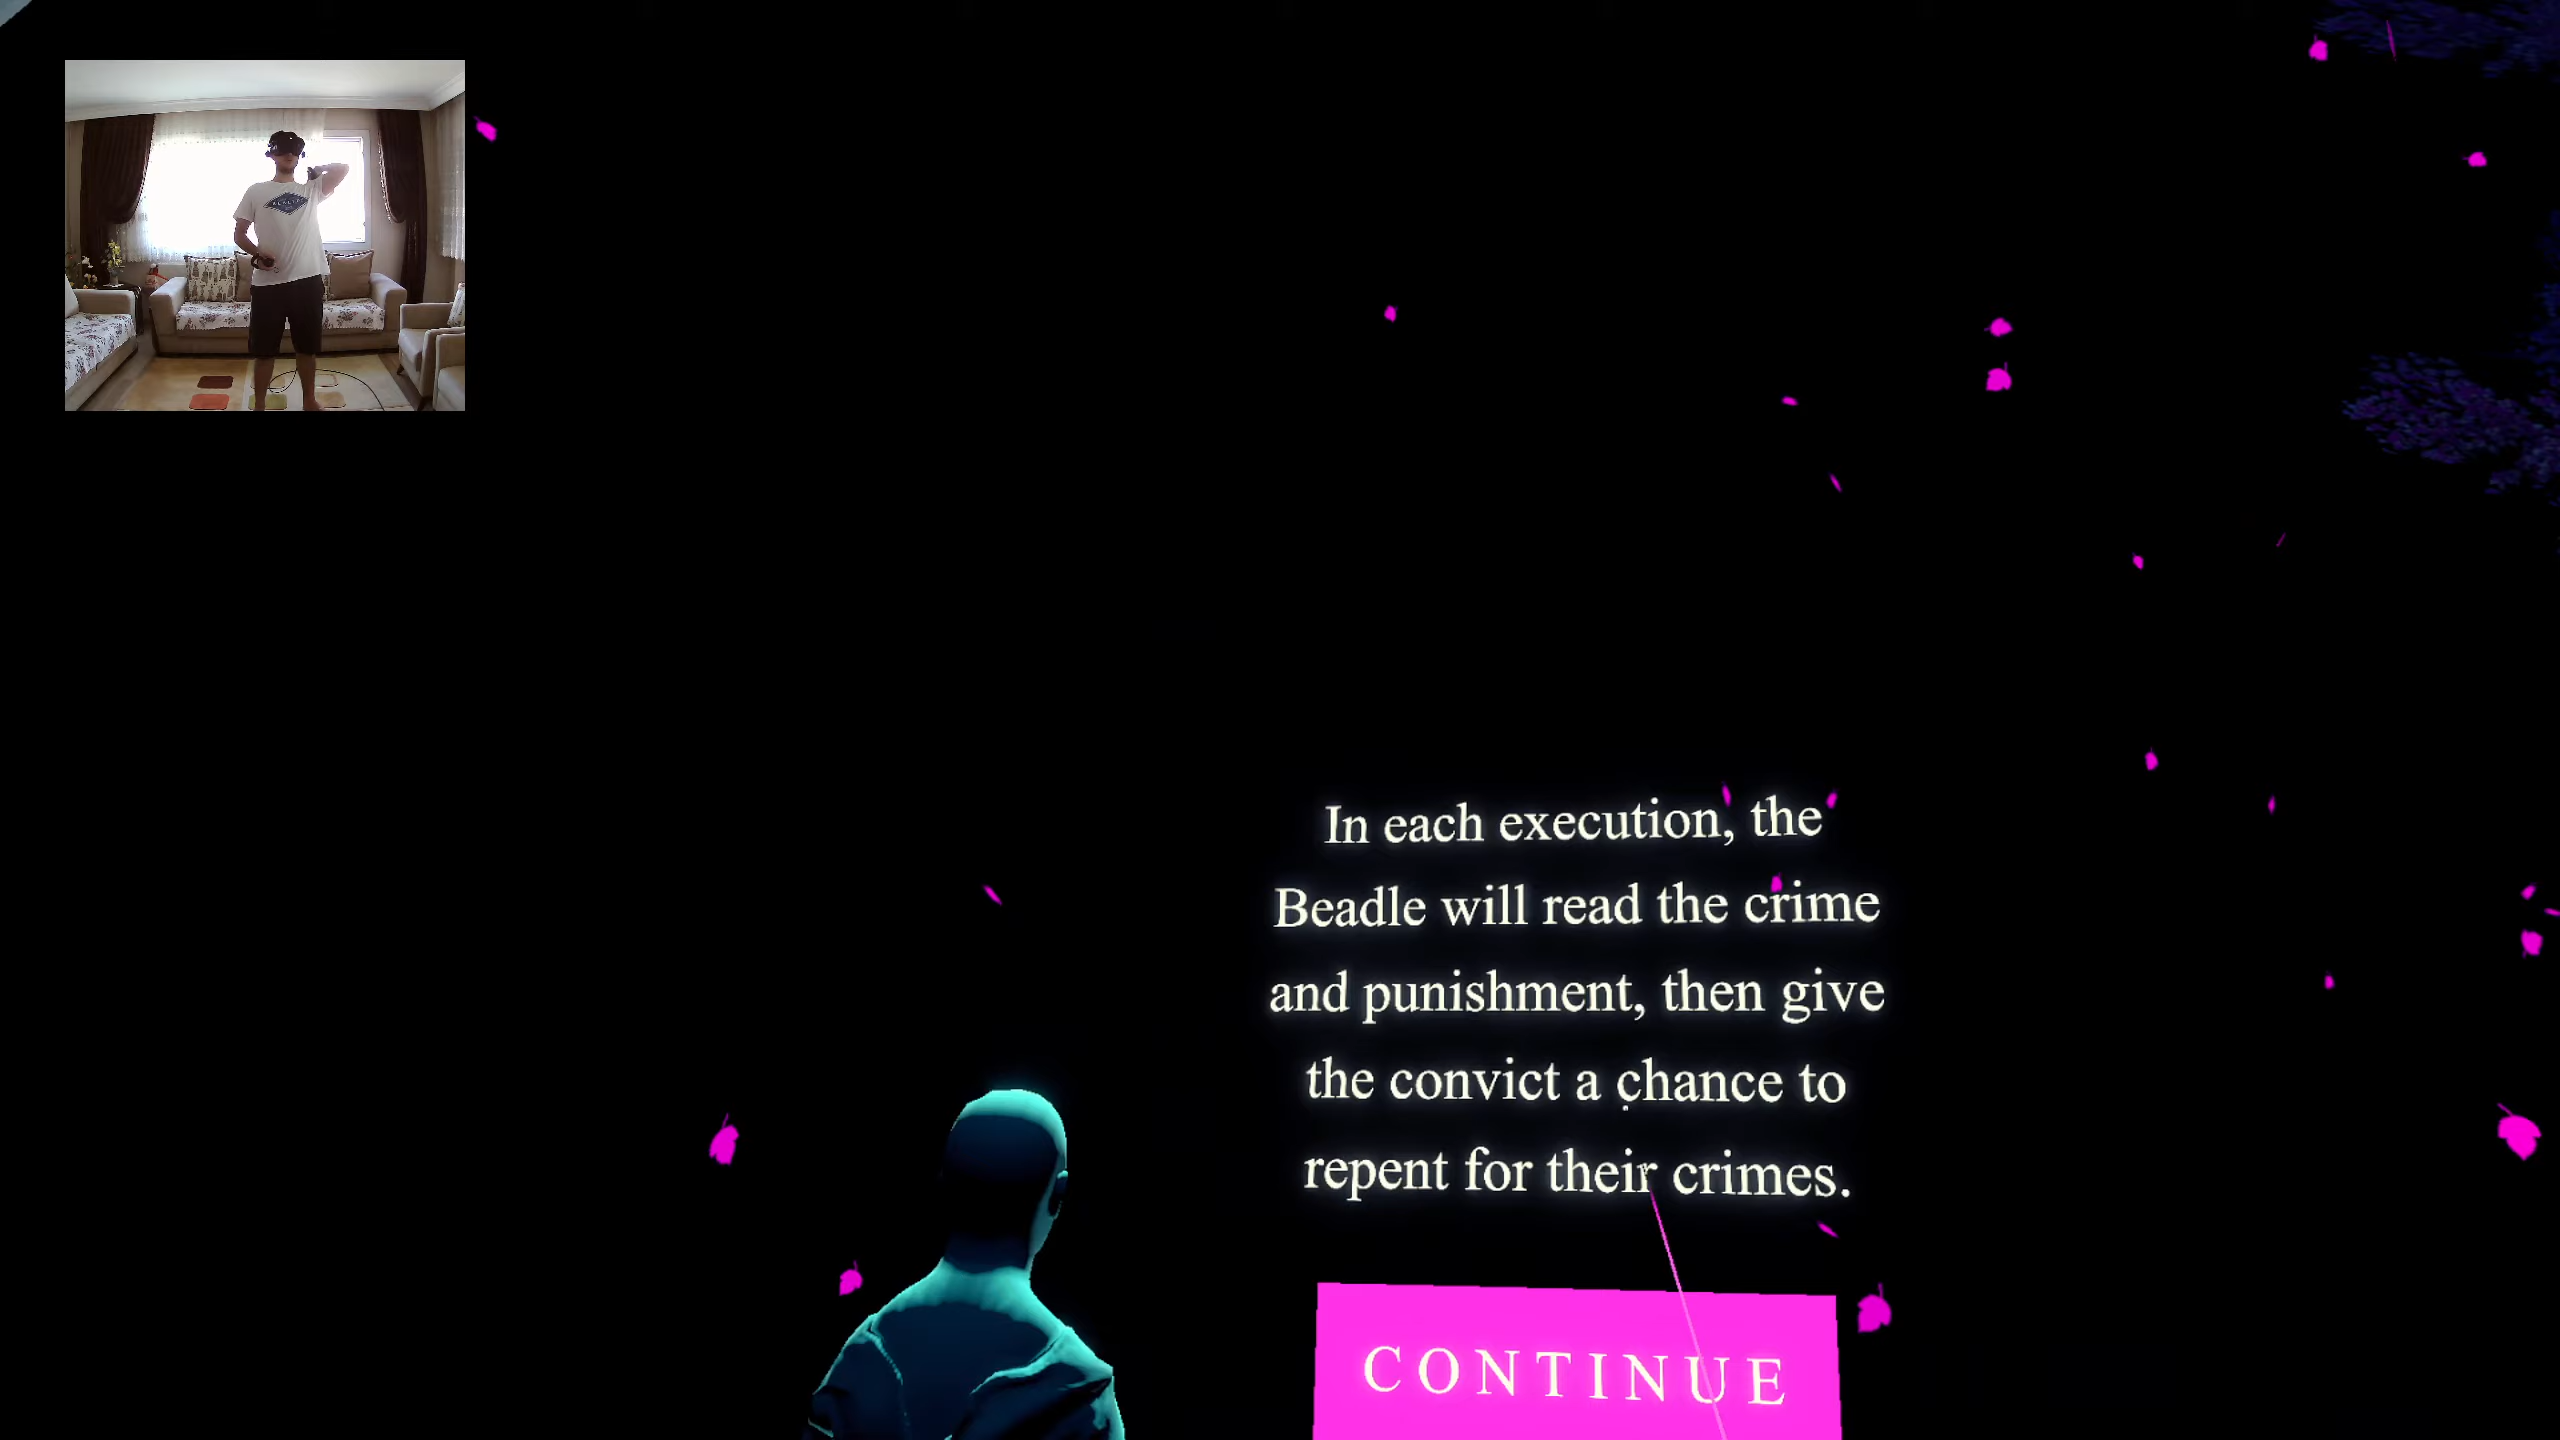 In each execution, the
Beadle will read the crime
and punishment, then give
the convict a chance to
repent for their crimes.
CONTINUE